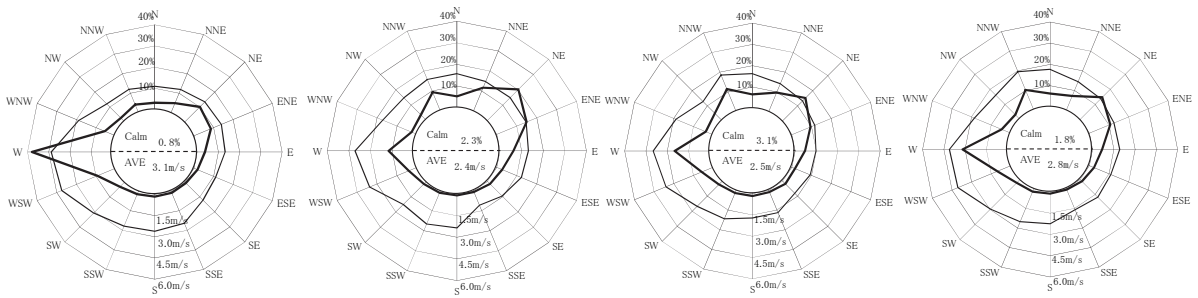 N
40%
NNW
NNE
30%
NW
NE
20%
10%
WNW
ENE
Calm
0.8%
W
E
AVE
3.1m/s
WSW
ESE
1.5m/s
SW
SE
3.0m/s
4.5m/s
SSW
SSE
S
6.0m/s
N
40%
NNW
NNE
30%
NW
NE
20%
10%
WNW
ENE
Calm
2.3%
W
E
AVE
2.4m/s
WSW
ESE
1.5m/s
SW
SE
3.0m/s
4.5m/s
SSW
SSE
S
6.0m/s
N
40%
NNW
NNE
30%
NW
NE
20%
10%
WNW
ENE
Calm
3.1%
W
E
AVE
2.5m/s
WSW
ESE
1.5m/s
SW
SE
3.0m/s
4.5m/s
SSW
SSE
S
6.0m/s
N
40%
NNW
NNE
30%
NW
NE
20%
10%
WNW
ENE
Calm
1.8%
W
E
AVE
2.8m/s
WSW
ESE
1.5m/s
SW
SE
3.0m/s
4.5m/s
SSW
SSE
S
6.0m/s